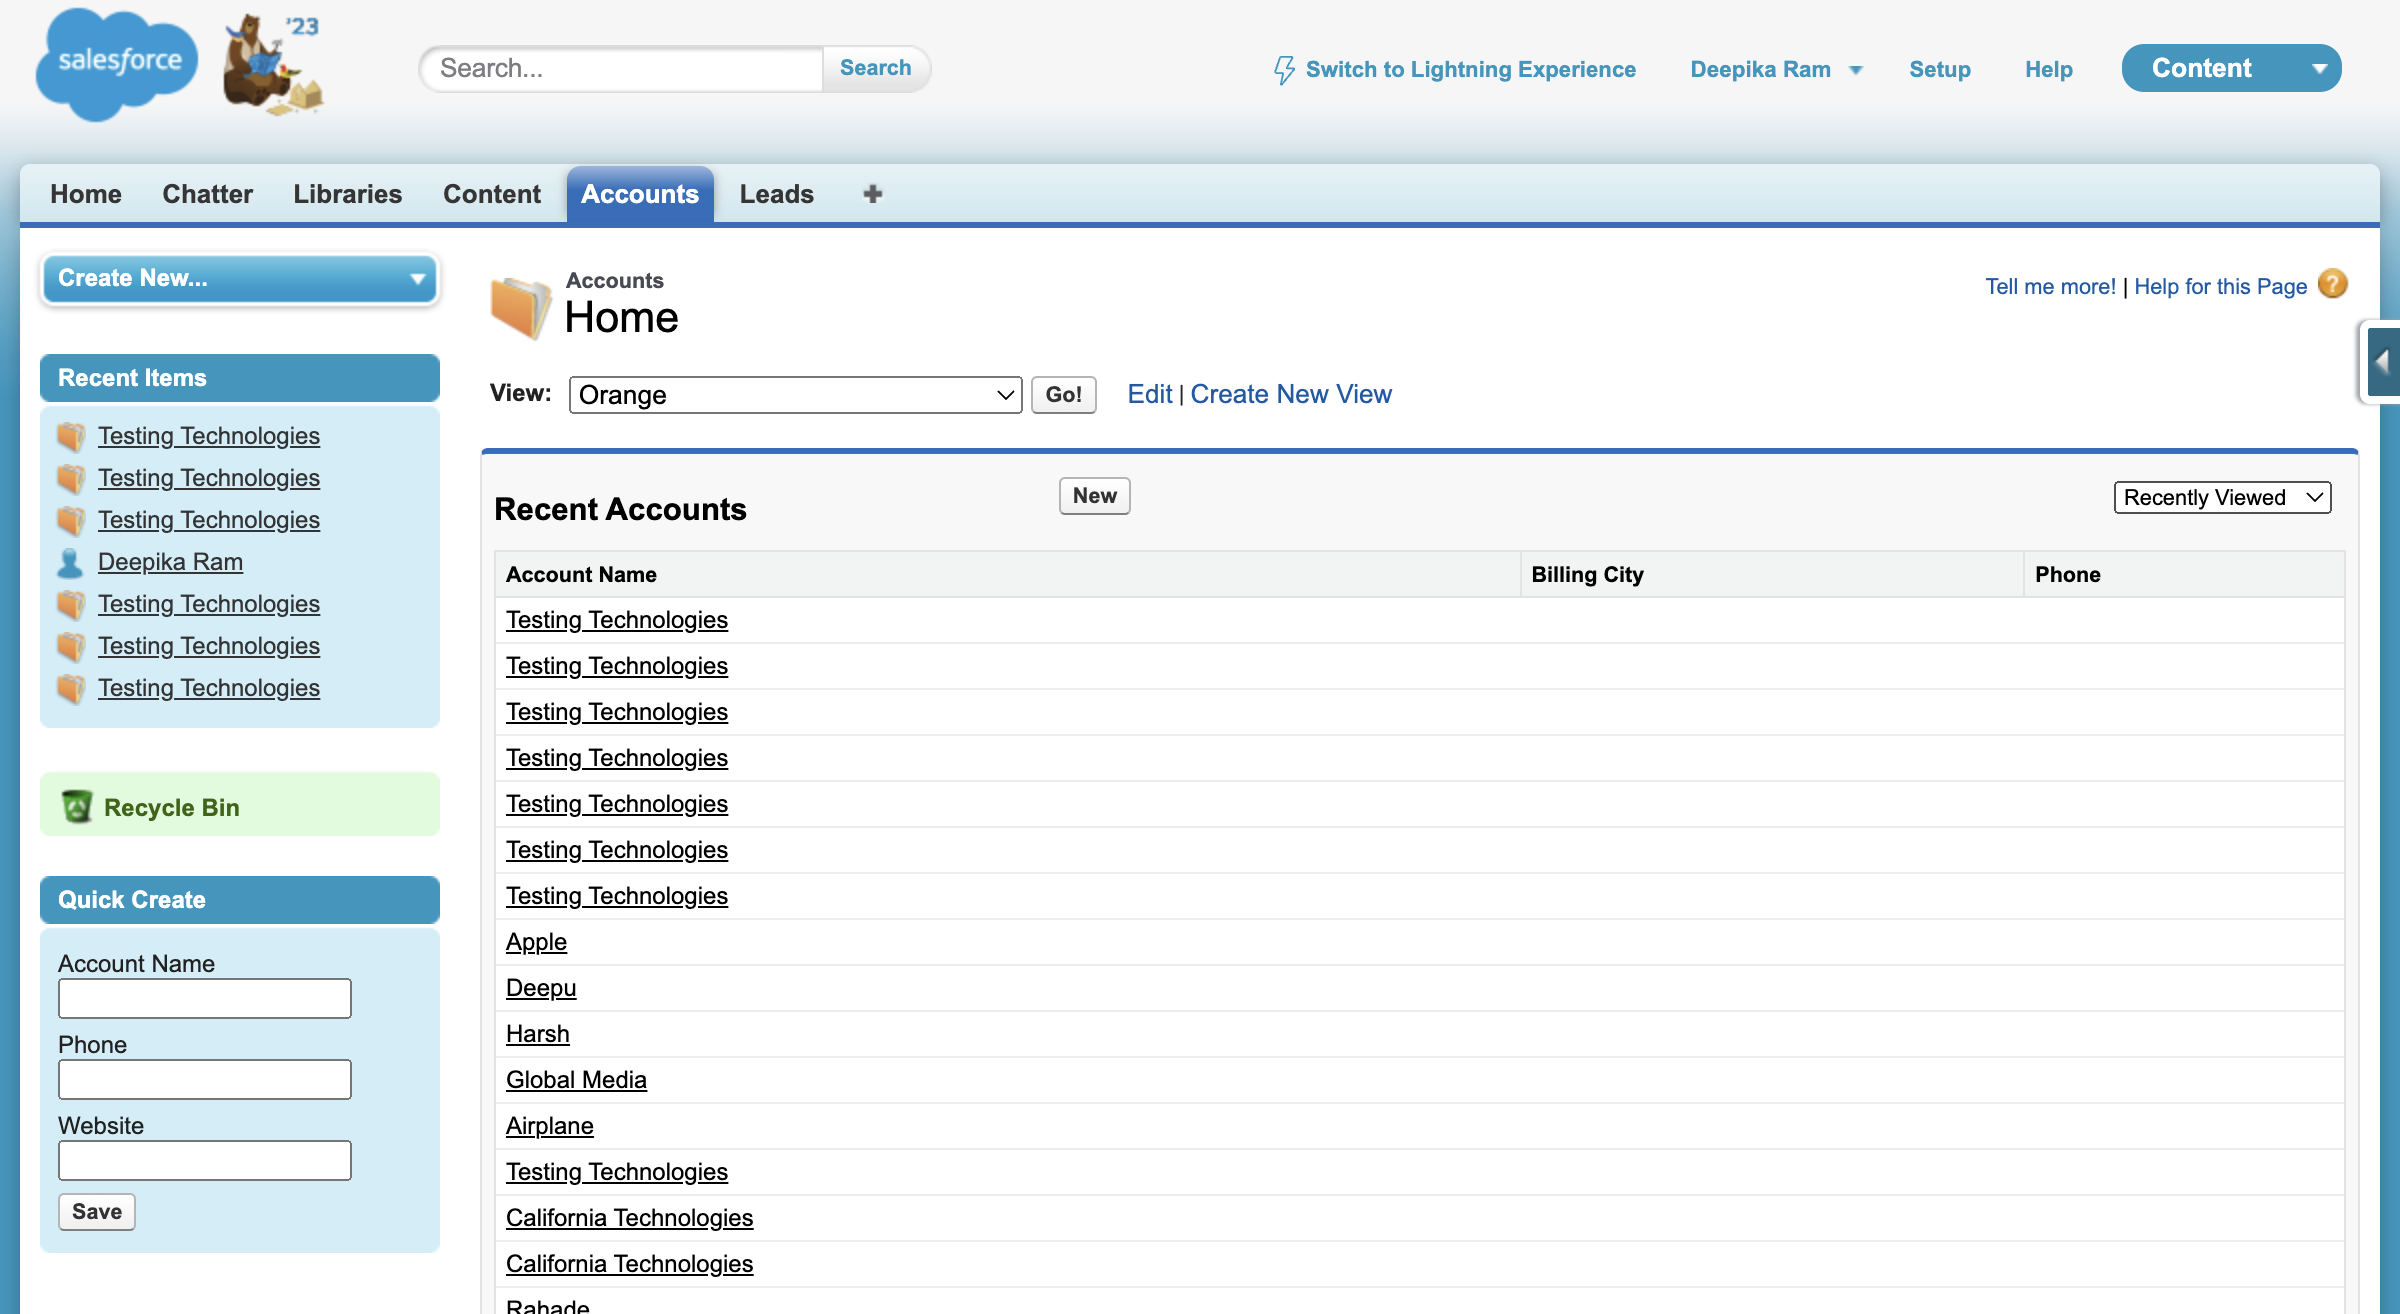 salesforce
'23
Search...
Search
Switch to Lightning Experience
Deepika Ram
Setup
Help
Content
Home
Chatter
Libraries
Content
Accounts
Leads
Create New...
Recent Items
Testing Technologies
Testing Technologies
Testing Technologies
Deepika Ram
Testing Technologies
Testing Technologies
Testing Technologies
Recycle Bin
Quick Create
Account Name
Phone
Website
Save
Accounts
Home
Tell me more! | Help for this Page ?
View: Orange Go! Edit | Create New View
Recent Accounts
New
Recently Viewed
Account Name Billing City Phone
Testing Technologies
Testing Technologies
Testing Technologies
Testing Technologies
Testing Technologies
Testing Technologies
Testing Technologies
Apple
Deepu
Harsh
Global Media
Airplane
Testing Technologies
California Technologies
California Technologies
Rahade